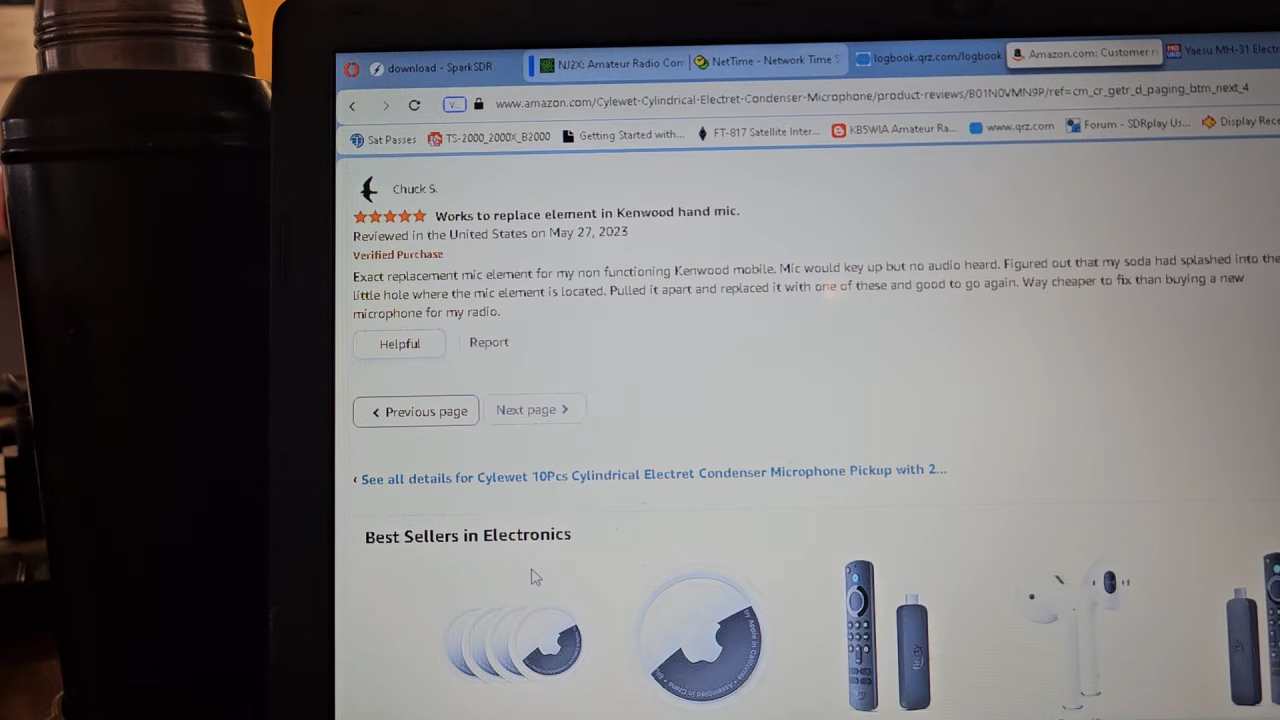 download - SparkSDR
NJ2X: Amateur Radio Com
NetTime - Network Time S
logbook.qrz.com/logbook
Amazon.com: Customer r
Yaesu MH-31 Electr
www.amazon.com/Cylewet-Cylindrical-Electret-Condenser-Microphone/product-reviews/B01N0VMN9P/ref=cm_cr_getr_d_paging_btm_next_4
Sat Passes
TS-2000_2000X_B2000
Getting Started with...
FT-817 Satellite Inter...
KB5WIA Amateur Ra...
www.qrz.com
Forum - SDRplay Us...
Display Rece
Chuck S.
Works to replace element in Kenwood hand mic.
Reviewed in the United States on May 27, 2023
Verified Purchase
Exact replacement mic element for my non functioning Kenwood mobile. Mic would key up but no audio heard. Figured out that my soda had splashed into the
little hole where the mic element is located. Pulled it apart and replaced it with one of these and good to go again. Way cheaper to fix than buying a new
microphone for my radio.
Helpful
Report
Previous page
Next page
See all details for Cylewet 10Pcs Cylindrical Electret Condenser Microphone Pickup with 2...
Best Sellers in Electronics